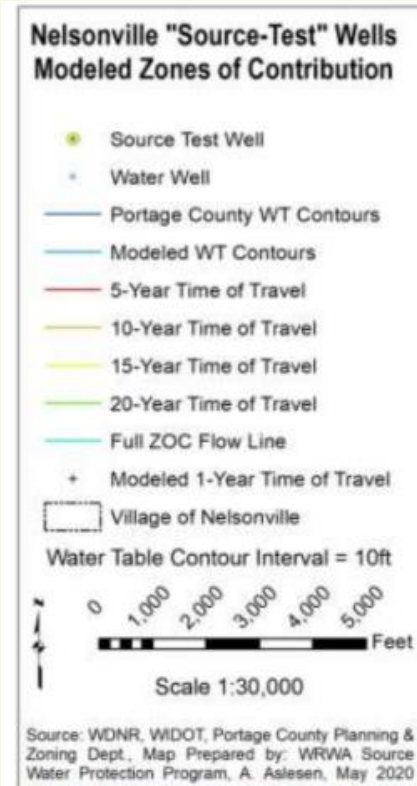 Nelsonville "Source-Test" Wells
Modeled Zones of Contribution
Source Test Well
Water Well
Portage County WT Contours
Modeled WT Contours
5-Year Time of Travel
10-Year Time of Travel
15-Year Time of Travel
20-Year Time of Travel
Full ZOC Flow Line
Modeled 1-Year Time of Travel
Village of Nelsonville
Water Table Contour Interval = 10ft
N
0 1,000 2,000 3,000 4,000 5,000
Feet
Scale 1:30,000
Source: WDNR, WIDOT, Portage County Planning &
Zoning Dept., Map Prepared by: WRWA Source
Water Protection Program, A. Aslesen, May 2020